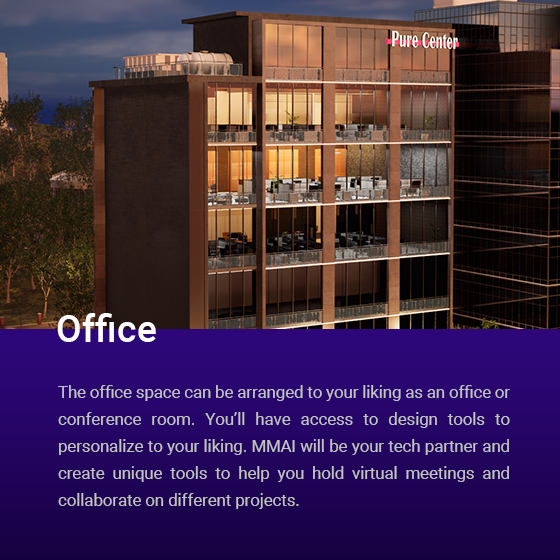 Pure Center
Office
The office space can be arranged to your liking as an office or
conference room. You’ll have access to design tools to
personalize to your liking. MMAI will be your tech partner and
create unique tools to help you hold virtual meetings and
collaborate on different projects.